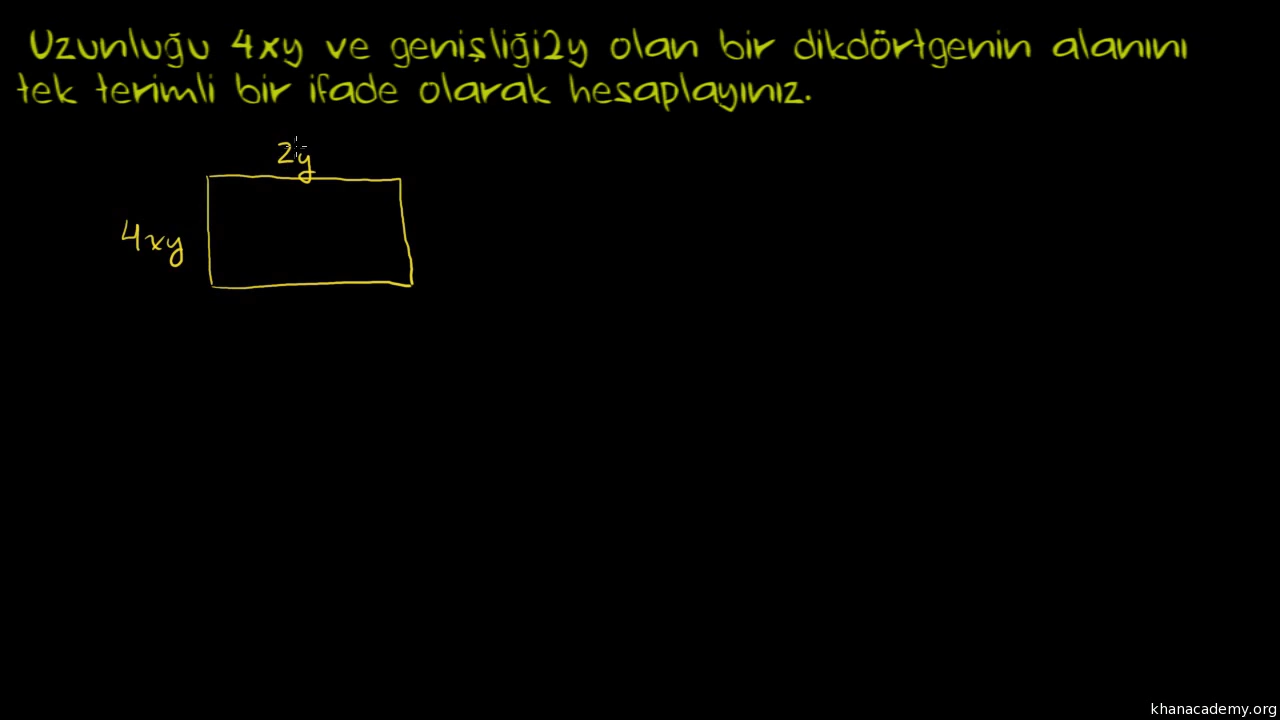 Uzunluğu 4xy ve genişliği2y olan bir dikdörtgenin alanını
tek terimli bir ifade olarak hesaplayınız.
2y
4xy
khanacademy.org